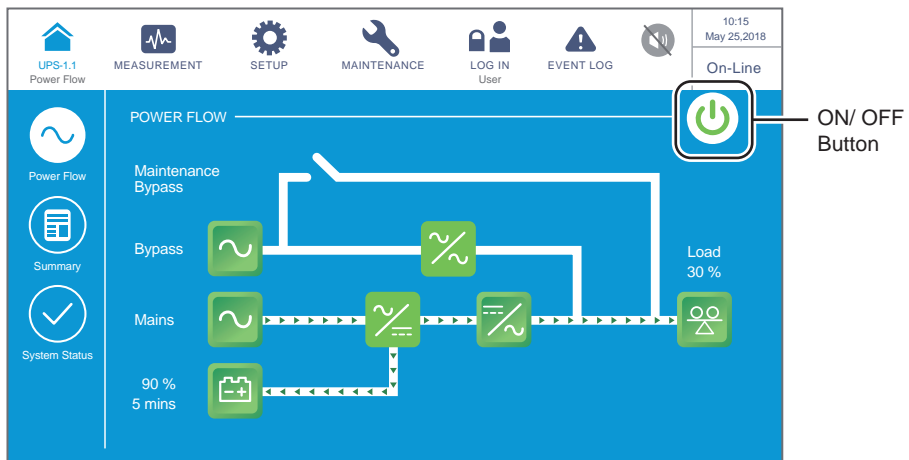 UPS-1.1
Power Flow
MEASUREMENT
SETUP
MAINTENANCE
LOG IN
User
EVENT LOG
10:15
May 25,2018
On-Line
ON/ OFF
Button
POWER FLOW
Power Flow
Summary
System Status
Maintenance
Bypass
Bypass
Load
30 %
Mains
90 %
5 mins